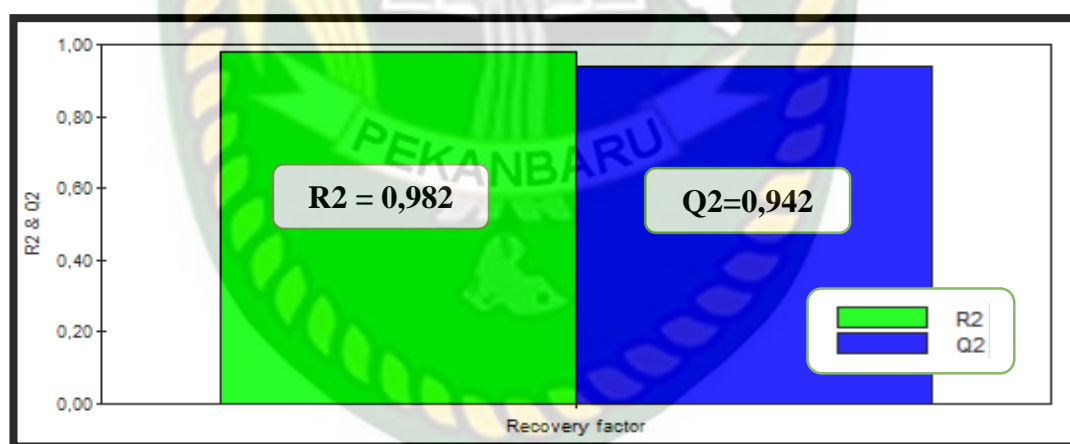 1,00
0,80
0,60
0,40
0,20
0,00
R2 & Q2
PEKANBARU
R2 = 0,982
Q2=0,942
R2
Q2
Recovery factor